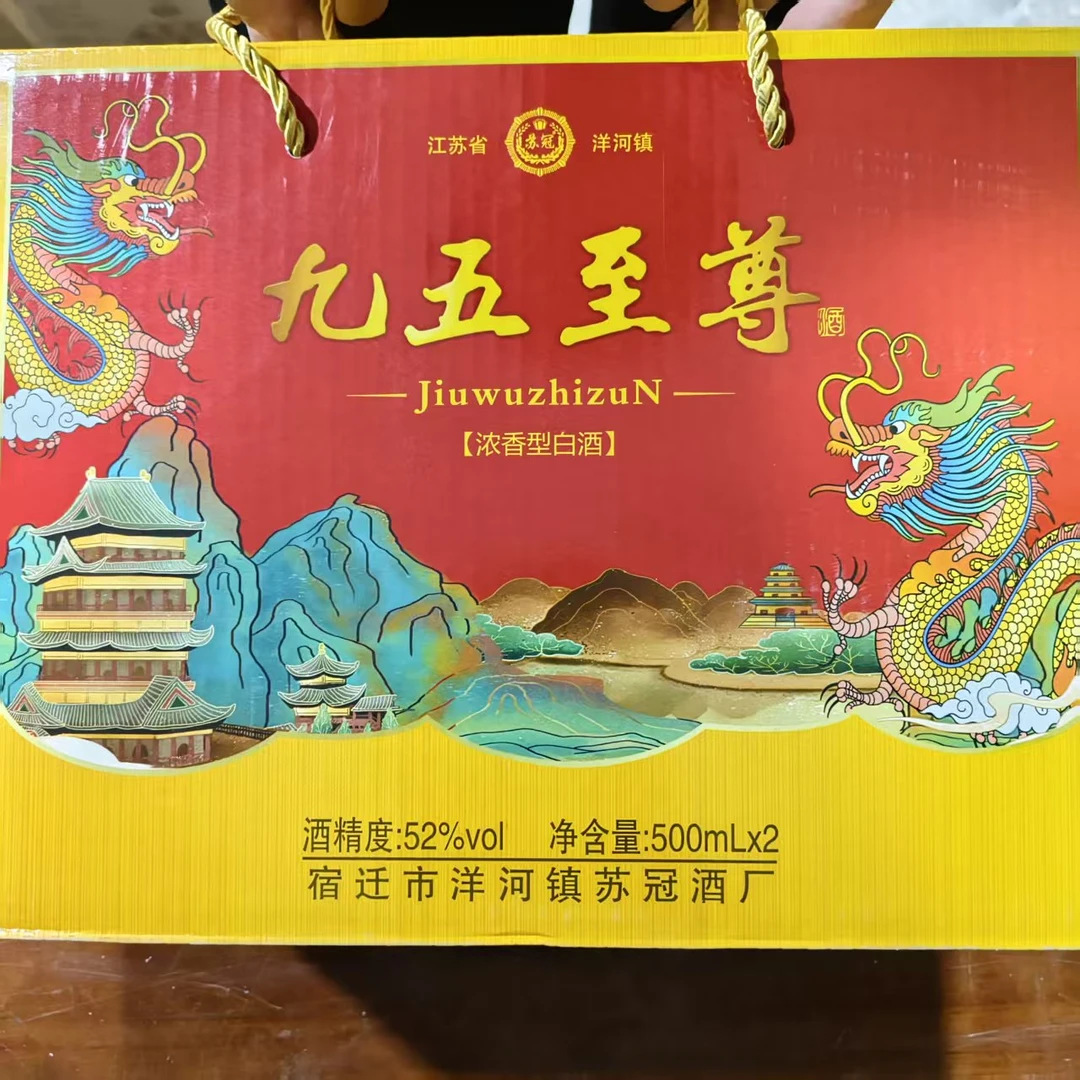 江苏省 苏冠 洋河镇
九五至尊
酒
JiuwuzhizuN
【浓香型白酒】
酒精度:52%vol 净含量:500mLx2
宿迁市洋河镇苏冠酒厂